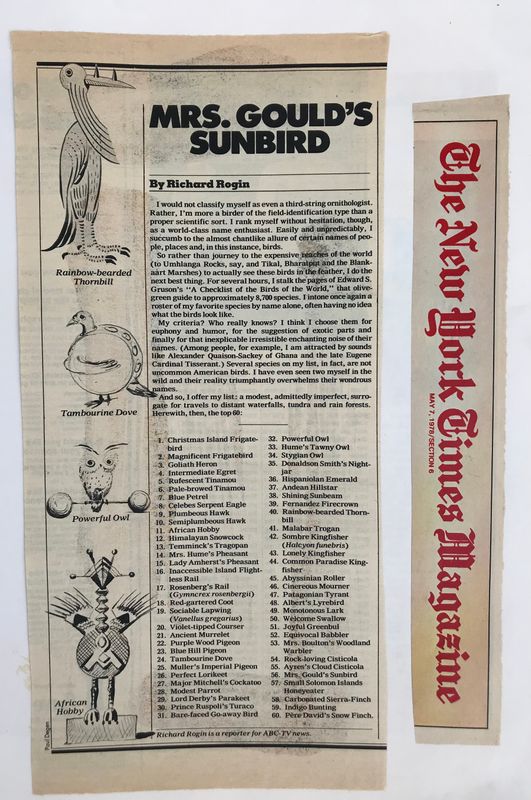 MRS. GOULD'S
SUNBIRD
By Richard Rogin
I would not classify myself as even a third-string ornithologist.
Rather, I'm more a birder of the field-identification type than a
proper scientific sort. I rank myself without hesitation, though,
as a world-class name enthusiast. Easily and unpredictably, I
succumb to the almost chantlike allure of certain names of peo-
ple, places and, in this instance, birds.
So rather than journey to the expensive reaches of the world
(to Umhlanga Rocks, say, and Tikal, Bharatpur and the Blank-
aart Marshes) to actually see these birds in the feather, I do the
next best thing. For several hours, I stalk the pages of Edward S.
Gruson's "A Checklist of the Birds of the World," that olive-
green guide to approximately 8,700 species. I intone once again a
roster of my favorite species by name alone, often having no idea
what the birds look like.
My criteria? Who really knows? I think I choose them for
euphony and humor, for the suggestion of exotic parts and
finally for that inexplicable irresistible enchanting noise of their
names. (Among people, for example, I am attracted by sounds
like Alexander Quaison-Sackey of Ghana and the late Eugene
Cardinal Tisserant.) Several species on my list, in fact, are not
uncommon American birds. I have even seen two myself in the
wild and their reality triumphantly overwhelms their wondrous
names.
And so, I offer my list: a modest, admittedly imperfect, surro-
gate for travels to distant waterfalls, tundra and rain forests.
Herewith, then, the top 60:
1. Christmas Island Frigate-
bird
2. Magnificent Frigatebird
3. Goliath Heron
4. Intermediate Egret
5. Rufescent Tinamou
6. Pale-browed Tinamou
7. Blue Petrel
8. Celebes Serpent Eagle
9. Plumbeous Hawk
10. Semiplumbeous Hawk
11. African Hobby
12. Himalayan Snowcock
13. Temminck's Tragopan
14. Mrs. Hume's Pheasant
15. Lady Amherst's Pheasant
16. Inaccessible Island Flight-
less Rail
17. Rosenberg's Rail
(Gymnocrex rosenbergii)
18. Red-gartered Coot
19. Sociable Lapwing
(Vanellus gregarius)
20. Violet-tipped Courser
21. Ancient Murrelet
22. Purple Wood Pigeon
23. Blue Hill Pigeon
24. Tambourine Dove
25. Muller's Imperial Pigeon
26. Perfect Lorikeet
27. Major Mitchell's Cockatoo
28. Modest Parrot
29. Lord Derby's Parakeet
30. Prince Ruspoli's Turaco
31. Bare-faced Go-away Bird
32. Powerful Owl
33. Hume's Tawny Owl
34. Stygian Owl
35. Donaldson Smith's Night-
jar
36. Hispaniolan Emerald
37. Andean Hillstar
38. Shining Sunbeam
39. Fernandez Firecrown
40. Rainbow-bearded Thorn-
bill
41. Malabar Trogan
42. Sombre Kingfisher
(Halcyon funebris)
43. Lonely Kingfisher
44. Common Paradise King-
fisher
45. Abyssinian Roller
46. Cinereous Mourner
47. Patagonian Tyrant
48. Albert's Lyrebird
49. Monotonous Lark
50. Welcome Swallow
51. Joyful Greenbul
52. Equivocal Babbler
53. Mrs. Boulton's Woodland
Warbler
54. Rock-loving Cisticola
55. Ayres's Cloud Cisticola
56. Mrs. Gould's Sunbird
57. Small Solomon Islands
Honeyeater
58. Carbonated Sierra-Finch
59. Indigo Bunting
60. Père David's Snow Finch.
Richard Rogin is a reporter for ABC-TV news.
Rainbow-bearded
Thornbill
Tambourine Dove
Powerful Owl
African
Hobby
The New York Times Magazine
MAY 7, 1978/SECTION 6